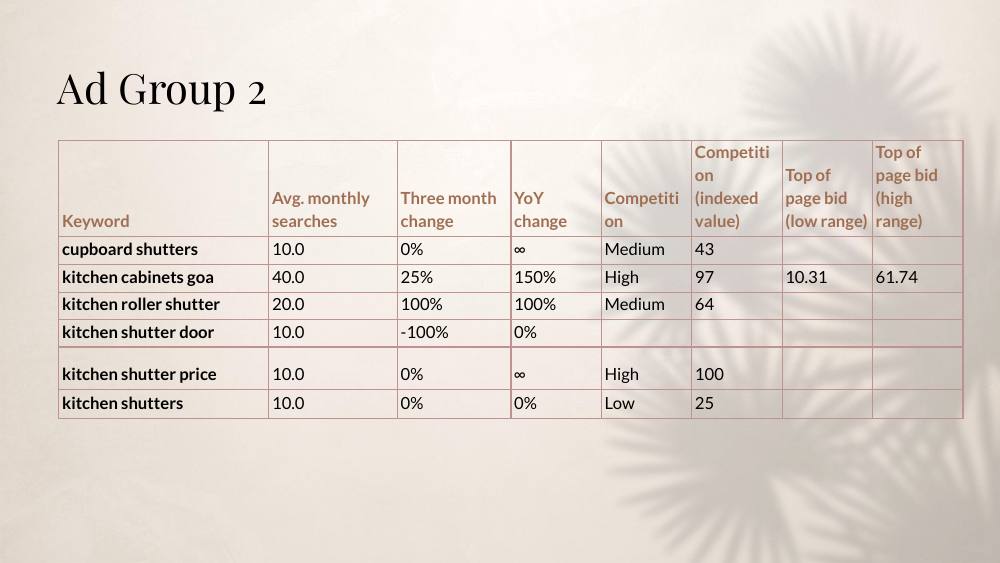 Ad Group 2
Keyword Avg. monthly searches Three month change YoY change Competiti on Competiti on (indexed value) Top of page bid (low range) Top of page bid (high range)
cupboard shutters 10.0 0% ∞ Medium 43
kitchen cabinets goa 40.0 25% 150% High 97 10.31 61.74
kitchen roller shutter 20.0 100% 100% Medium 64
kitchen shutter door 10.0 -100% 0%
kitchen shutter price 10.0 0% ∞ High 100
kitchen shutters 10.0 0% 0% Low 25